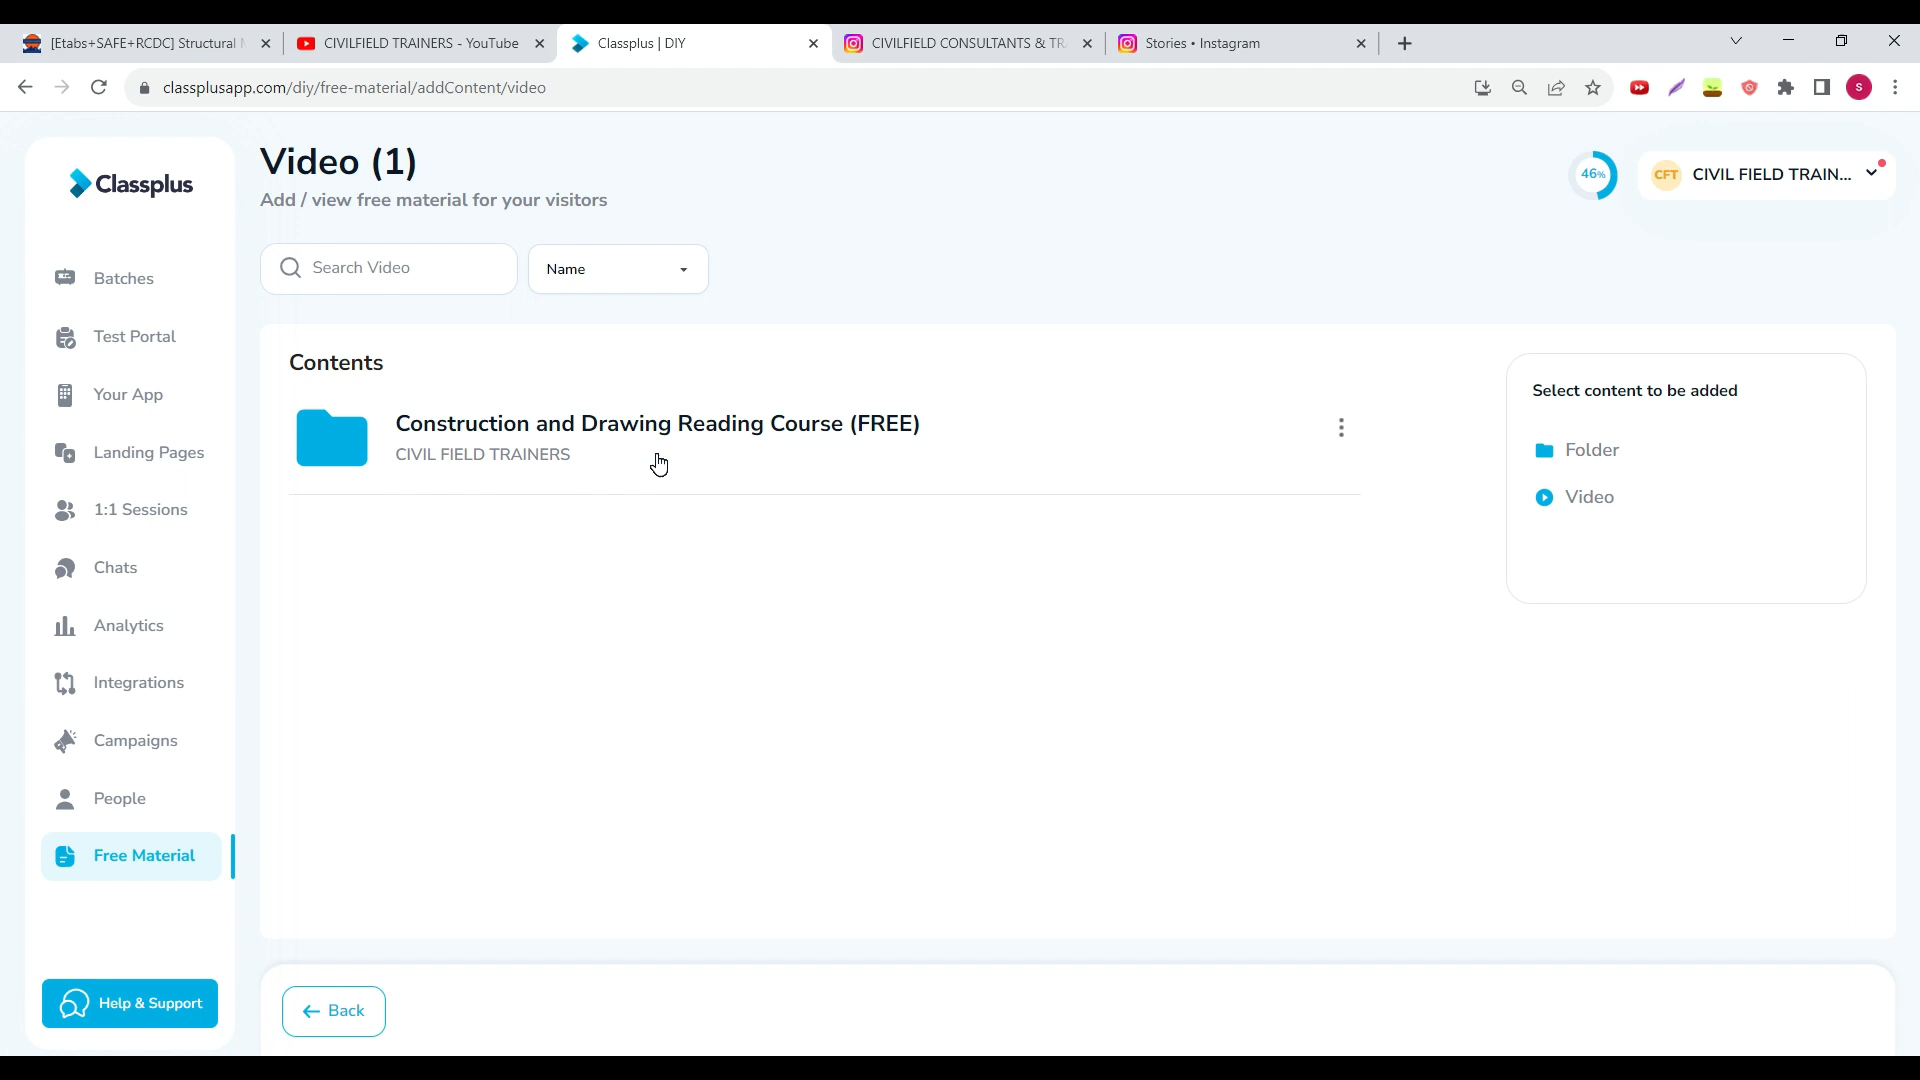 [Etabs+SAFE+RCDC] Structural
CIVILFIELD TRAINERS - YouTube
Classplus | DIY
CIVILFIELD CONSULTANTS & TR
Stories • Instagram
classplusapp.com/diy/free-material/addContent/video
S
Classplus
Video (1)
Add / view free material for your visitors
46%
CFT
CIVIL FIELD TRAIN...
Search Video
Name
Batches
Test Portal
Your App
Landing Pages
1:1 Sessions
Chats
Analytics
Integrations
Campaigns
People
Free Material
Help & Support
Contents
Construction and Drawing Reading Course (FREE)
CIVIL FIELD TRAINERS
Select content to be added
Folder
Video
Back